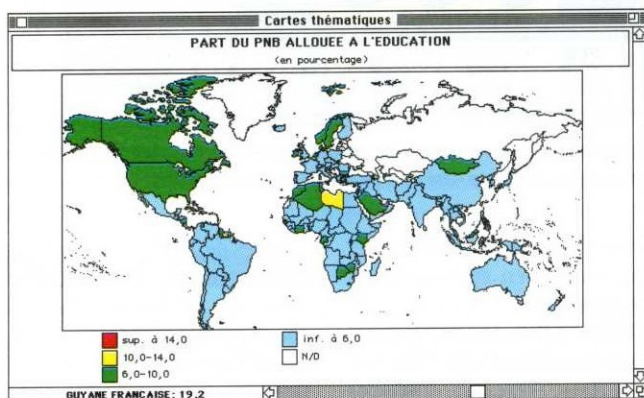 Cartes thématiques
PART DU PNB ALLOUEE A L'EDUCATION
(en pourcentage)
sup. à 14,0
10,0-14,0
6,0-10,0
inf. à 6,0
N/D
GUYANE FRANCAISE: 19,2